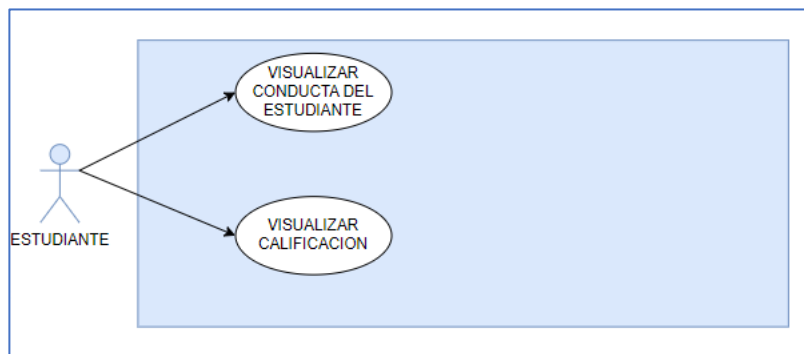 VISUALIZAR
CONDUCTA DEL
ESTUDIANTE
ESTUDIANTE
VISUALIZAR
CALIFICACION